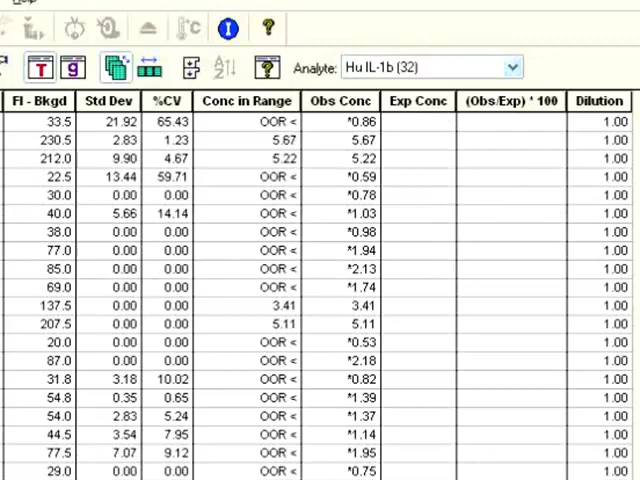 Help
°C
?
T
g
?
Analyte: Hu IL-1b (32)
FI - Bkgd Std Dev %CV Conc in Range Obs Conc Exp Conc (Obs/Exp) * 100 Dilution
33.5 21.92 65.43 OOR < *0.86 1.00
230.5 2.83 1.23 5.67 5.67 1.00
212.0 9.90 4.67 5.22 5.22 1.00
22.5 13.44 59.71 OOR < *0.59 1.00
30.0 0.00 0.00 OOR < *0.78 1.00
40.0 5.66 14.14 OOR < *1.03 1.00
38.0 0.00 0.00 OOR < *0.98 1.00
77.0 0.00 0.00 OOR < *1.94 1.00
85.0 0.00 0.00 OOR < *2.13 1.00
69.0 0.00 0.00 OOR < *1.74 1.00
137.5 0.00 0.00 3.41 3.41 1.00
207.5 0.00 0.00 5.11 5.11 1.00
20.0 0.00 0.00 OOR < *0.53 1.00
87.0 0.00 0.00 OOR < *2.18 1.00
31.8 3.18 10.02 OOR < *0.82 1.00
54.8 0.35 0.65 OOR < *1.39 1.00
54.0 2.83 5.24 OOR < *1.37 1.00
44.5 3.54 7.95 OOR < *1.14 1.00
77.5 7.07 9.12 OOR < *1.95 1.00
29.0 0.00 0.00 OOR < *0.75 1.00